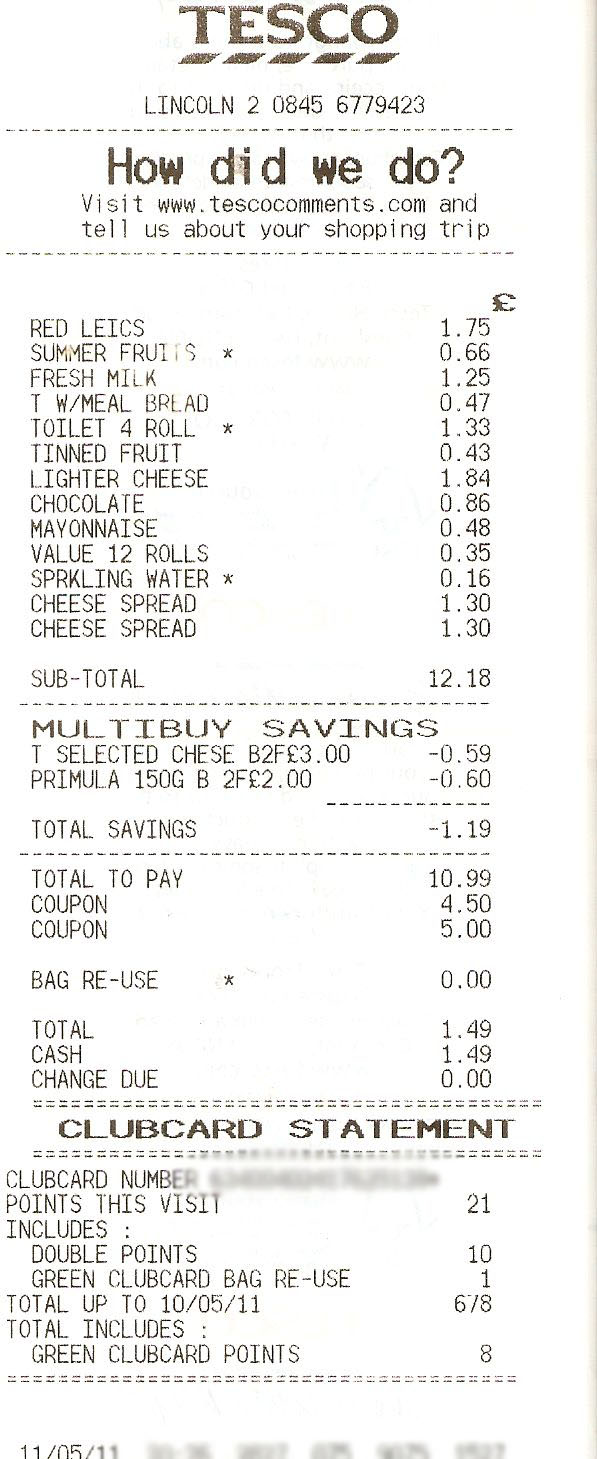 TESCO
LINCOLN 2 0845 6779423
How did we do?
Visit www.tescocomments.com and
tell us about your shopping trip
£
RED LEICS 1.75
SUMMER FRUITS * 0.66
FRESH MILK 1.25
T W/MEAL BREAD 0.47
TOILET 4 ROLL * 1.33
TINNED FRUIT 0.43
LIGHTER CHEESE 1.84
CHOCOLATE 0.86
MAYONNAISE 0.48
VALUE 12 ROLLS 0.35
SPRKLING WATER * 0.16
CHEESE SPREAD 1.30
CHEESE SPREAD 1.30
SUB-TOTAL 12.18
MULTIBUY SAVINGS
T SELECTED CHESE B2F£3.00 -0.59
PRIMULA 150G B 2F£2.00 -0.60
TOTAL SAVINGS -1.19
TOTAL TO PAY 10.99
COUPON 4.50
COUPON 5.00
BAG RE-USE * 0.00
TOTAL 1.49
CASH 1.49
CHANGE DUE 0.00
CLUBCARD STATEMENT
CLUBCARD NUMBER
POINTS THIS VISIT 21
INCLUDES :
DOUBLE POINTS 10
GREEN CLUBCARD BAG RE-USE 1
TOTAL UP TO 10/05/11 678
TOTAL INCLUDES :
GREEN CLUBCARD POINTS 8
11/05/11